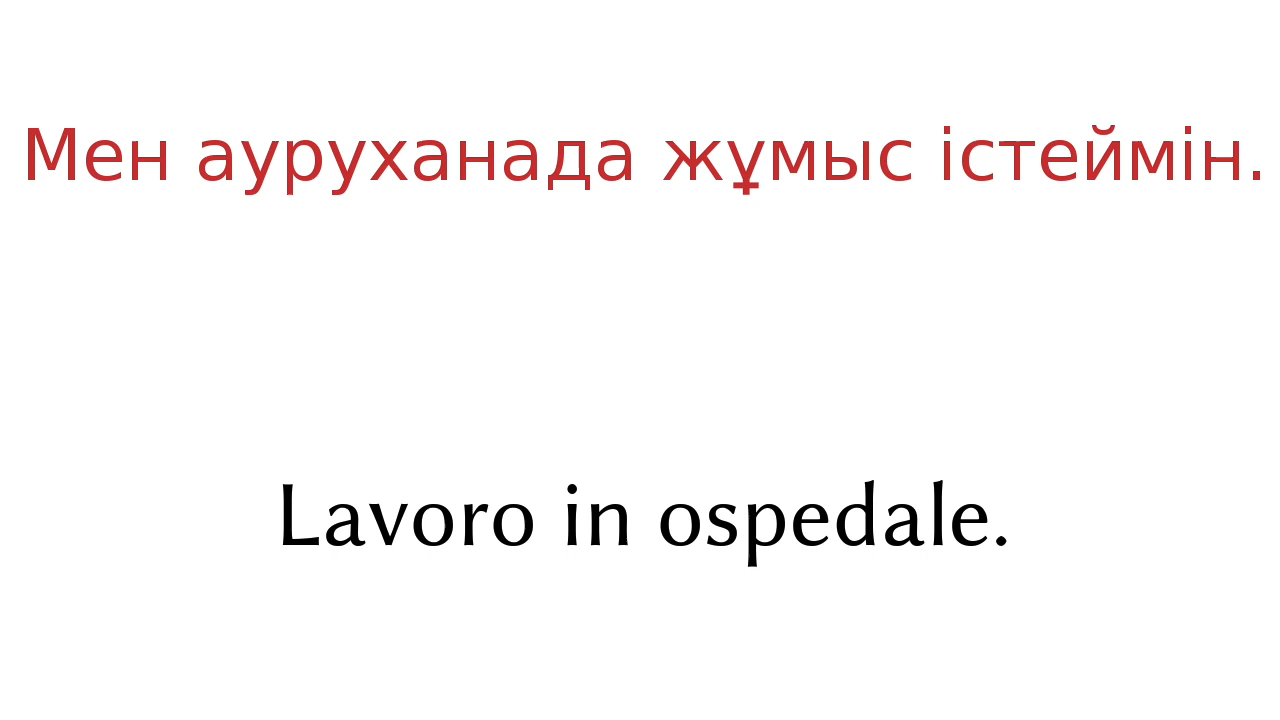 Мен ауруханада жұмыс істеймін.
Lavoro in ospedale.